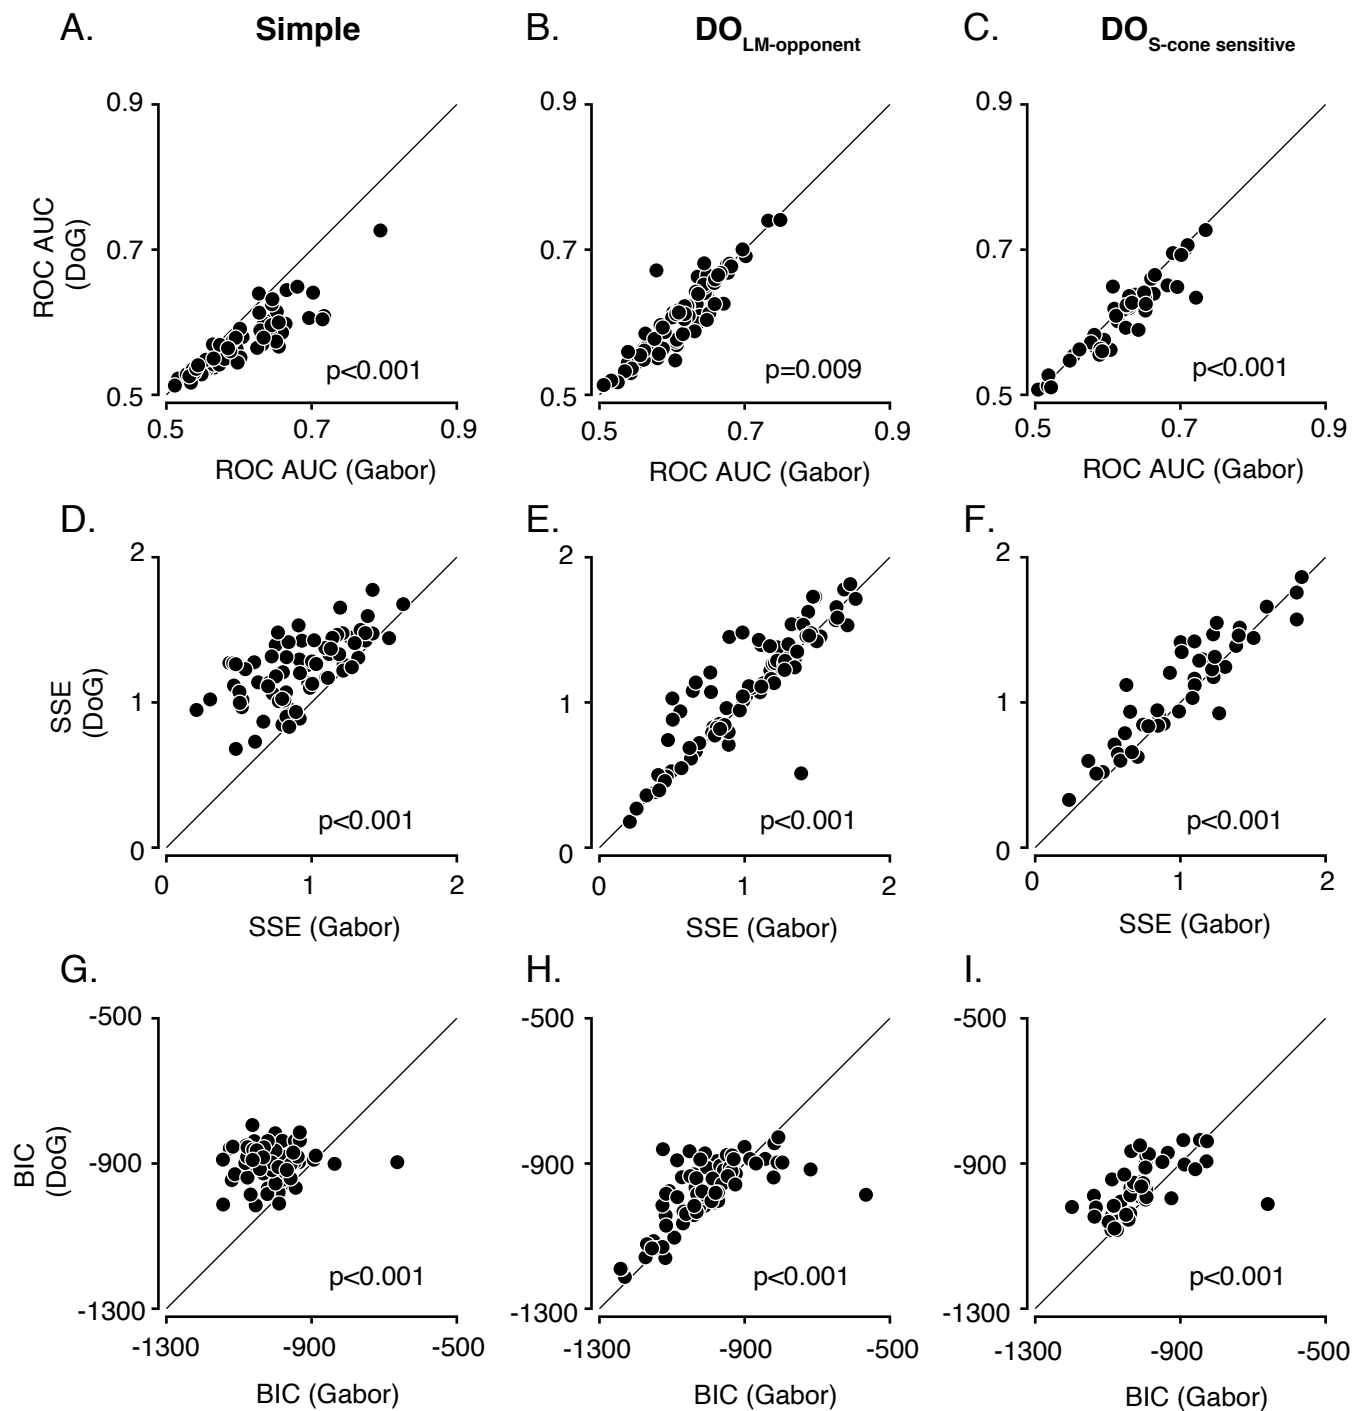 A. Simple
B. DO LM-opponent
C. DO S-cone sensitive
0.9
0.7
0.5
ROC AUC
(DoG)
p<0.001
0.5 0.7 0.9
ROC AUC (Gabor)
0.9
0.7
0.5
p=0.009
0.5 0.7 0.9
ROC AUC (Gabor)
0.9
0.7
0.5
p<0.001
0.5 0.7 0.9
ROC AUC (Gabor)
D.
2
1
0
SSE
(DoG)
p<0.001
0 1 2
SSE (Gabor)
E.
2
1
0
p<0.001
0 1 2
SSE (Gabor)
F.
2
1
0
p<0.001
0 1 2
SSE (Gabor)
G.
-500
-900
-1300
BIC
(DoG)
p<0.001
-1300 -900 -500
BIC (Gabor)
H.
-500
-900
-1300
p<0.001
-1300 -900 -500
BIC (Gabor)
I.
-500
-900
-1300
p<0.001
-1300 -900 -500
BIC (Gabor)